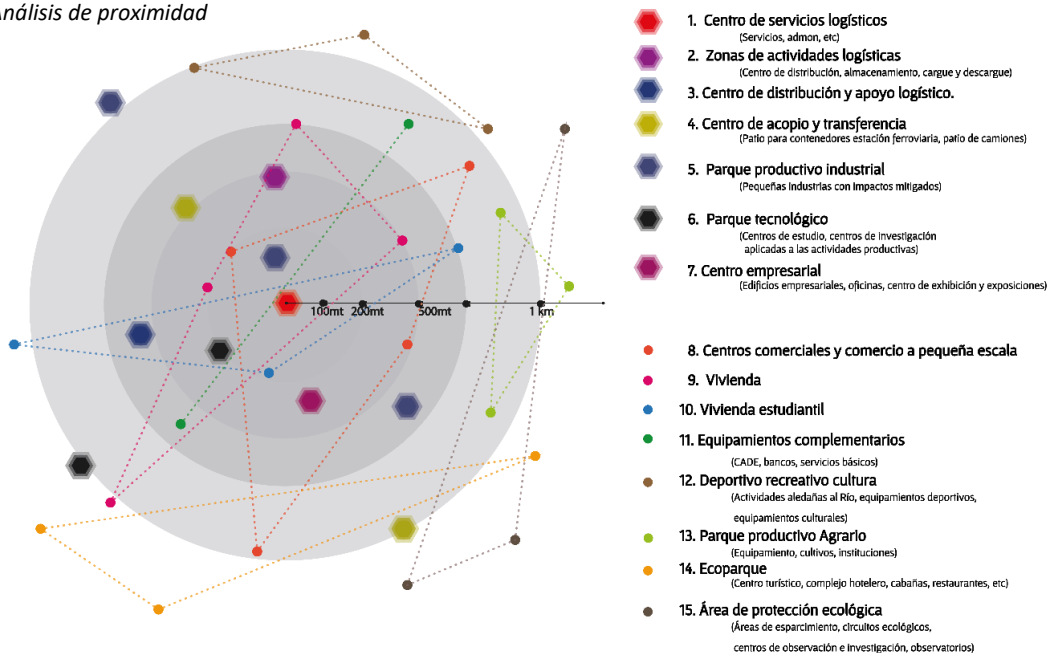 Análisis de proximidad
100mt 200mt 500mt 1 km
1. Centro de servicios logísticos
(Servicios, admon, etc)
2. Zonas de actividades logísticas
(Centro de distribución, almacenamiento, cargue y descargue)
3. Centro de distribución y apoyo logístico.
4. Centro de acopio y transferencia
(Patio para contenedores estación ferroviaria, patio de camiones)
5. Parque productivo industrial
(Pequeñas industrias con impactos mitigados)
6. Parque tecnológico
(Centros de estudio, centros de investigación
aplicadas a las actividades productivas)
7. Centro empresarial
(Edificios empresariales, oficinas, centro de exhibición y exposiciones)
8. Centros comerciales y comercio a pequeña escala
9. Vivienda
10. Vivienda estudiantil
11. Equipamientos complementarios
(CADE, bancos, servicios básicos)
12. Deportivo recreativo cultura
(Actividades aledañas al Río, equipamientos deportivos,
equipamientos culturales)
13. Parque productivo Agrario
(Equipamiento, cultivos, instituciones)
14. Ecoparque
(Centro turístico, complejo hotelero, cabañas, restaurantes, etc)
15. Área de protección ecológica
(Áreas de esparcimiento, circuitos ecológicos,
centros de observación e investigación, observatorios)